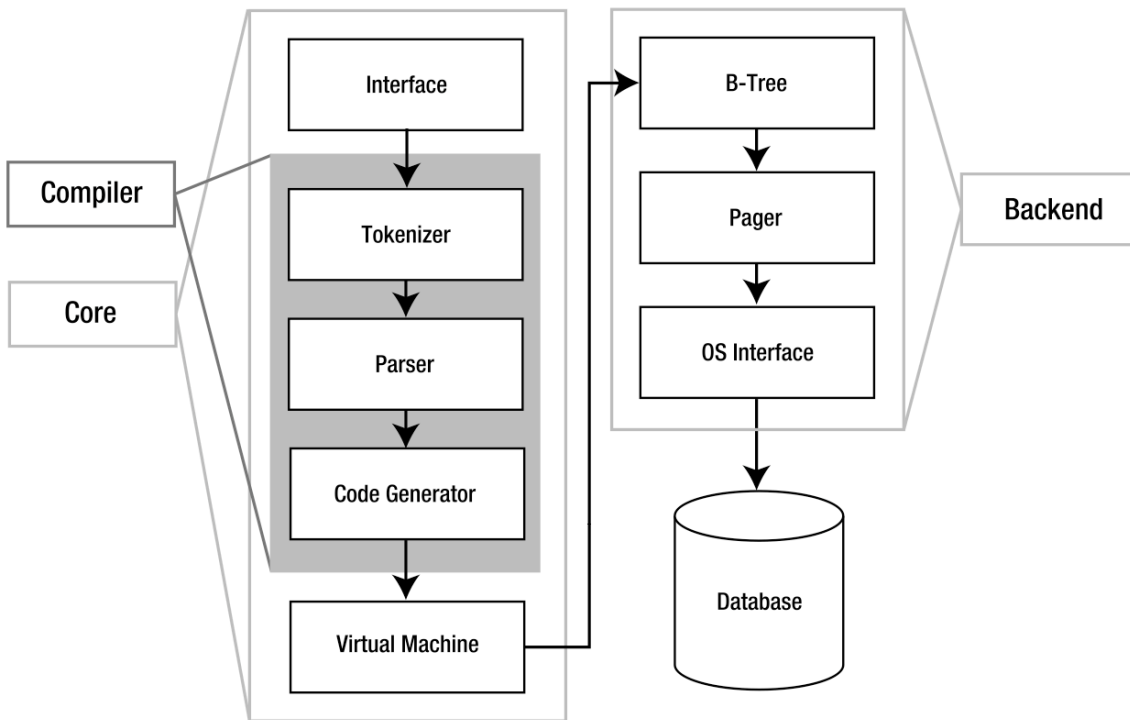 Compiler
Core
Interface
Tokenizer
Parser
Code Generator
Virtual Machine
B-Tree
Pager
OS Interface
Database
Backend